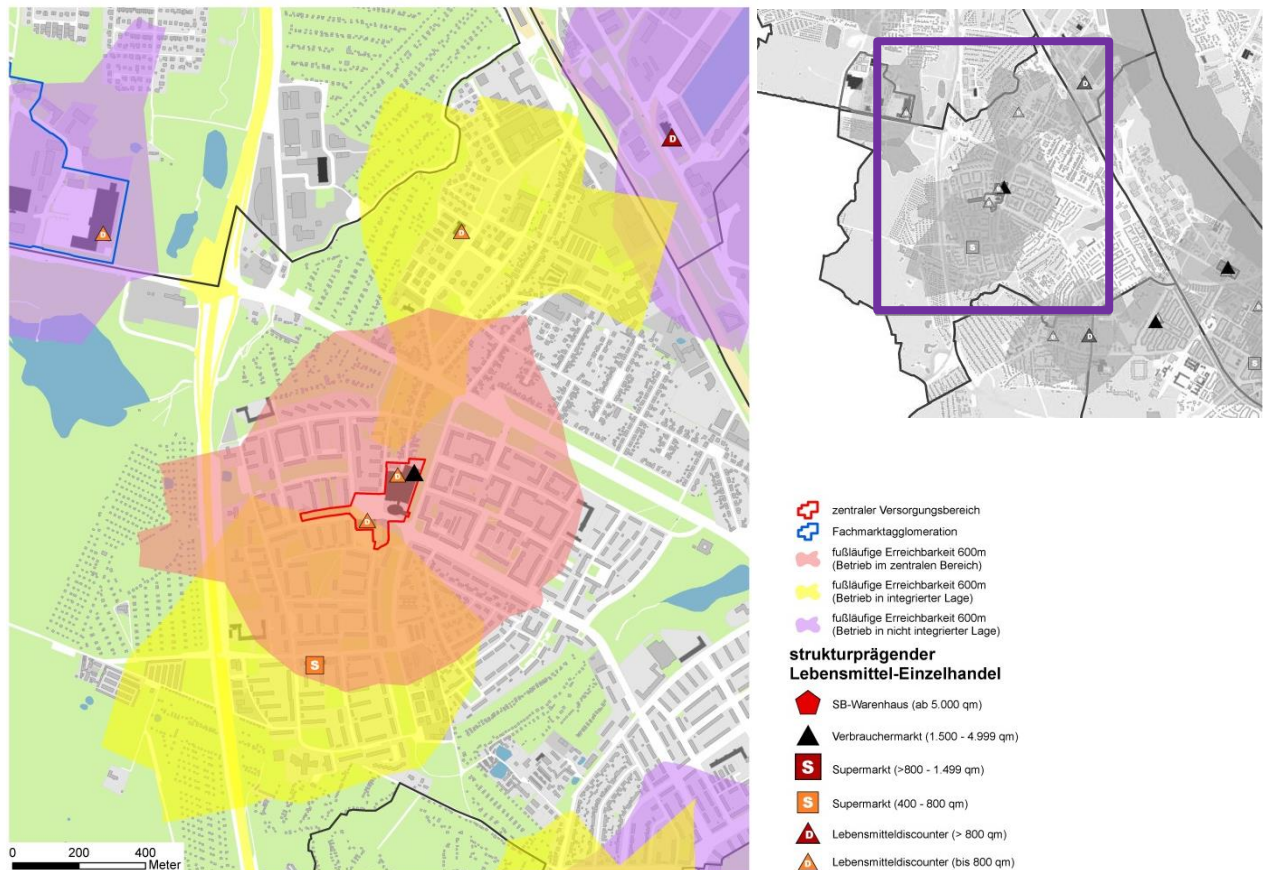 D
D
D
D
S
0 200 400
Meter
D
S
D
S
zentraler Versorgungsbereich
Fachmarktagglomeration
fußläufige Erreichbarkeit 600m
(Betrieb im zentralen Bereich)
fußläufige Erreichbarkeit 600m
(Betrieb in integrierter Lage)
fußläufige Erreichbarkeit 600m
(Betrieb in nicht integrierter Lage)
strukturprägender
Lebensmittel-Einzelhandel
SB-Warenhaus (ab 5.000 qm)
Verbrauchermarkt (1.500 - 4.999 qm)
S Supermarkt (>800 - 1.499 qm)
S Supermarkt (400 - 800 qm)
D Lebensmitteldiscounter (> 800 qm)
D Lebensmitteldiscounter (bis 800 qm)